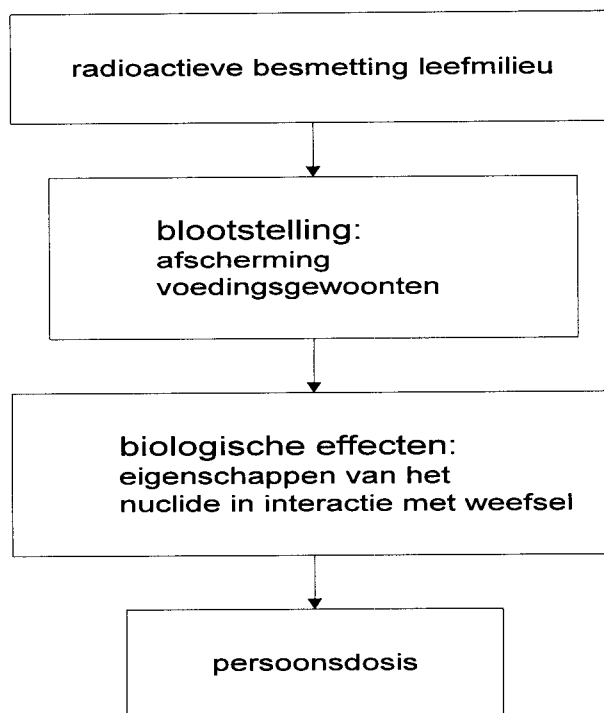 radioactieve besmetting leefmilieu
blootstelling:
afscherming
voedingsgewoonten
biologische effecten:
eigenschappen van het
nuclide in interactie met weefsel
persoonsdosis